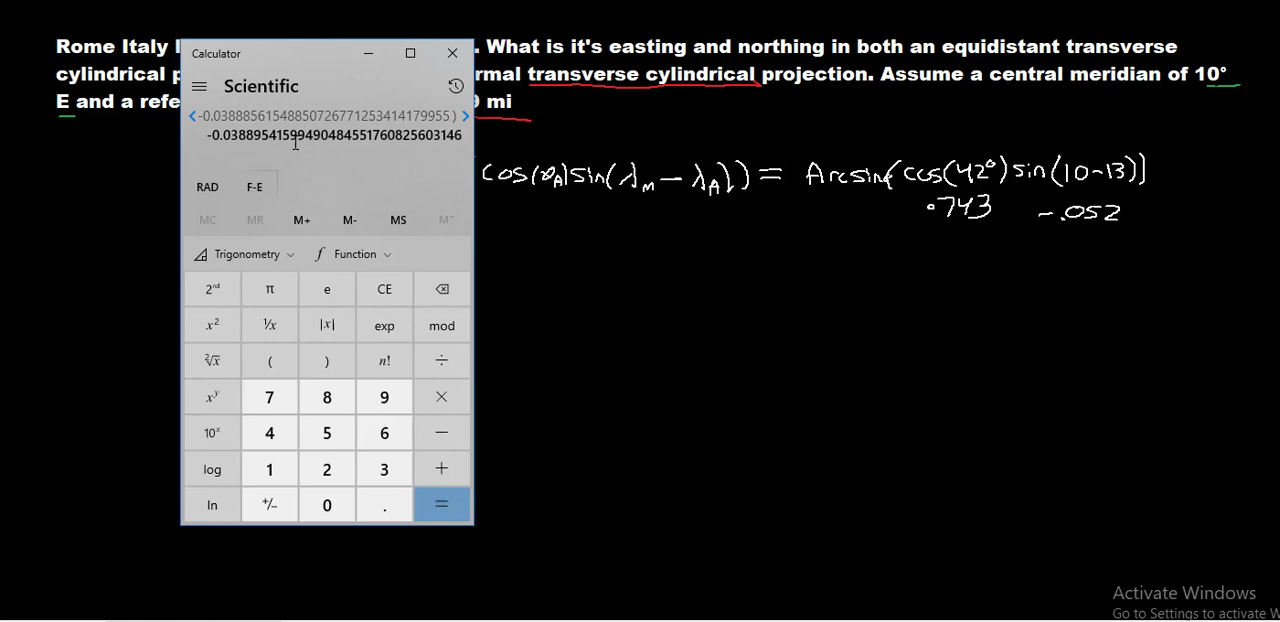 Rome Italy l . What is it's easting and northing in both an equidistant transverse
cylindrical p rmal transverse cylindrical projection. Assume a central meridian of 10°
E and a refe 0 mi
Calculator
Scientific
-0.03888561548850726771253414179955 )
-0.03889541599490484551760825603146
cos(φA)sin(λM - λA)) = Arcsin(cos(42°)sin(10-13)]
.743 -.052
RAD F-E
MC MR M+ M- MS M˅
Trigonometry f Function
2ⁿᵈ π e CE
x² ¹/x |x| exp mod
²√x ( ) n! ÷
xʸ 7 8 9 ×
10ˣ 4 5 6 −
log 1 2 3 +
ln +/− 0 . =
Activate Windows
Go to Settings to activate W